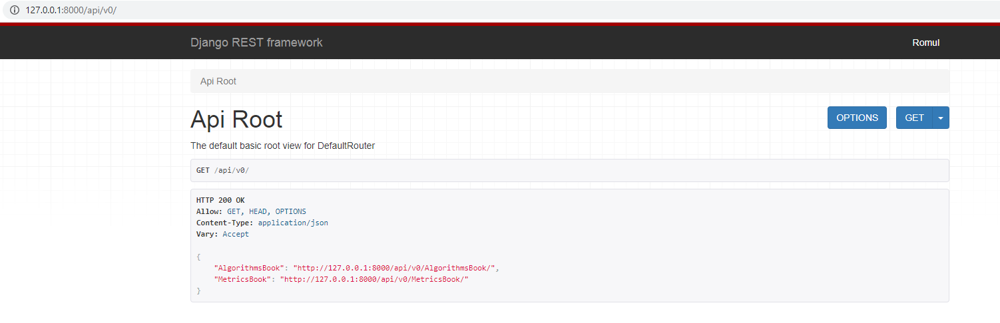 127.0.0.1:8000/api/v0/
Django REST framework
Romul
Api Root
Api Root
OPTIONS
GET
The default basic root view for DefaultRouter
GET /api/v0/
HTTP 200 OK
Allow: GET, HEAD, OPTIONS
Content-Type: application/json
Vary: Accept
{
    "AlgorithmsBook": "http://127.0.0.1:8000/api/v0/AlgorithmsBook/",
    "MetricsBook": "http://127.0.0.1:8000/api/v0/MetricsBook/"
}